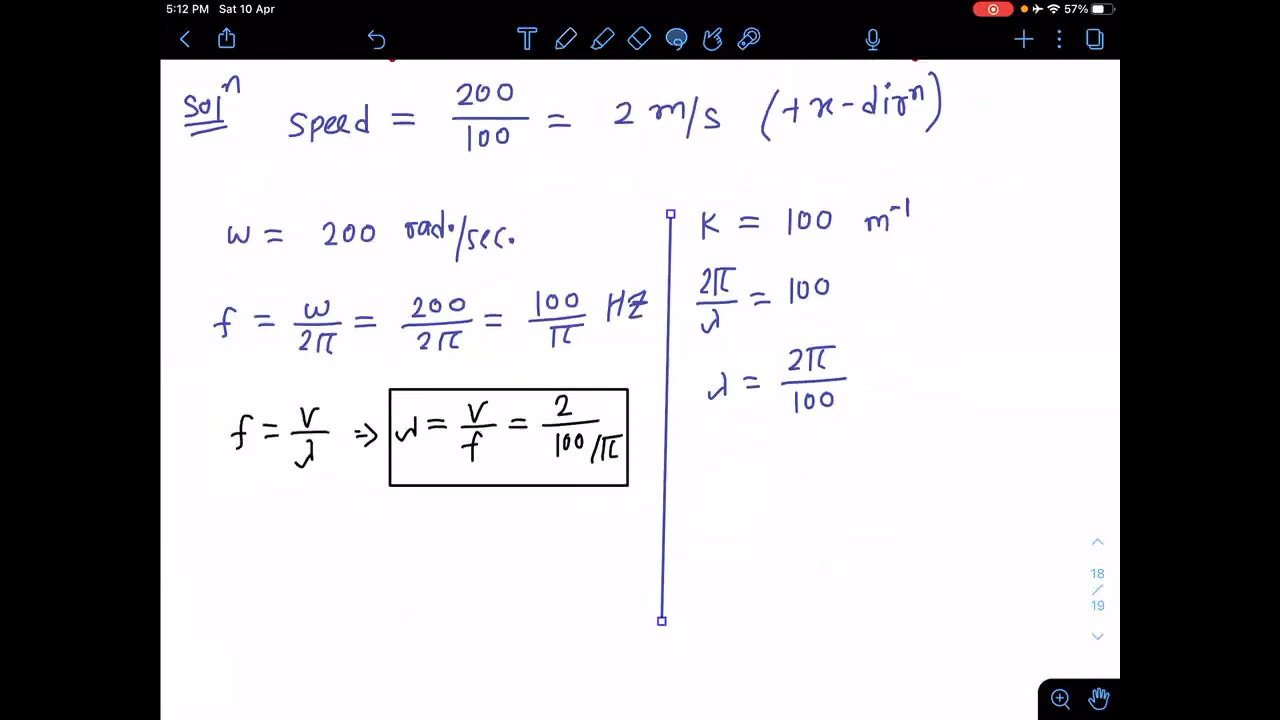 5:12 PM Sat 10 Apr 57%
Solⁿ speed = 200/100 = 2 m/s (+x-dirⁿ)
ω = 200 rad./sec.
f = ω/2π = 200/2π = 100/π HZ
f = V/λ => λ = V/f = 2/(100/π)
K = 100 m⁻¹
2π/λ = 100
λ = 2π/100
18
/
19